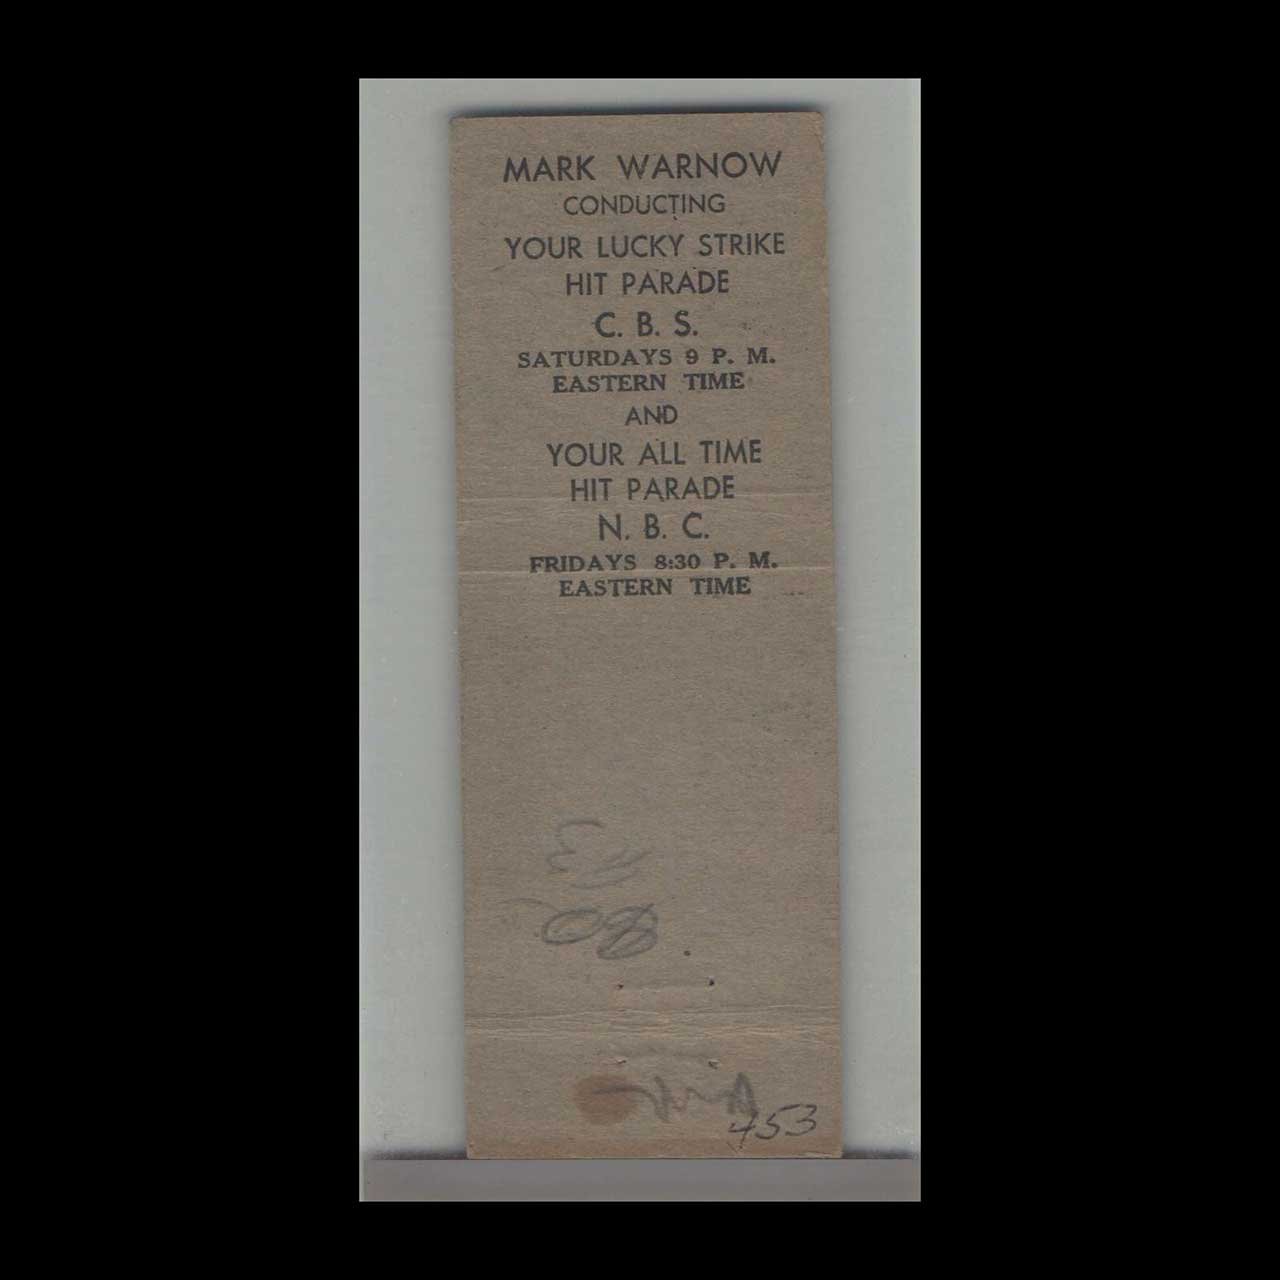 MARK WARNOW
CONDUCTING
YOUR LUCKY STRIKE
HIT PARADE
C. B. S.
SATURDAYS 9 P. M.
EASTERN TIME
AND
YOUR ALL TIME
HIT PARADE
N. B. C.
FRIDAYS 8:30 P. M.
EASTERN TIME
80
453